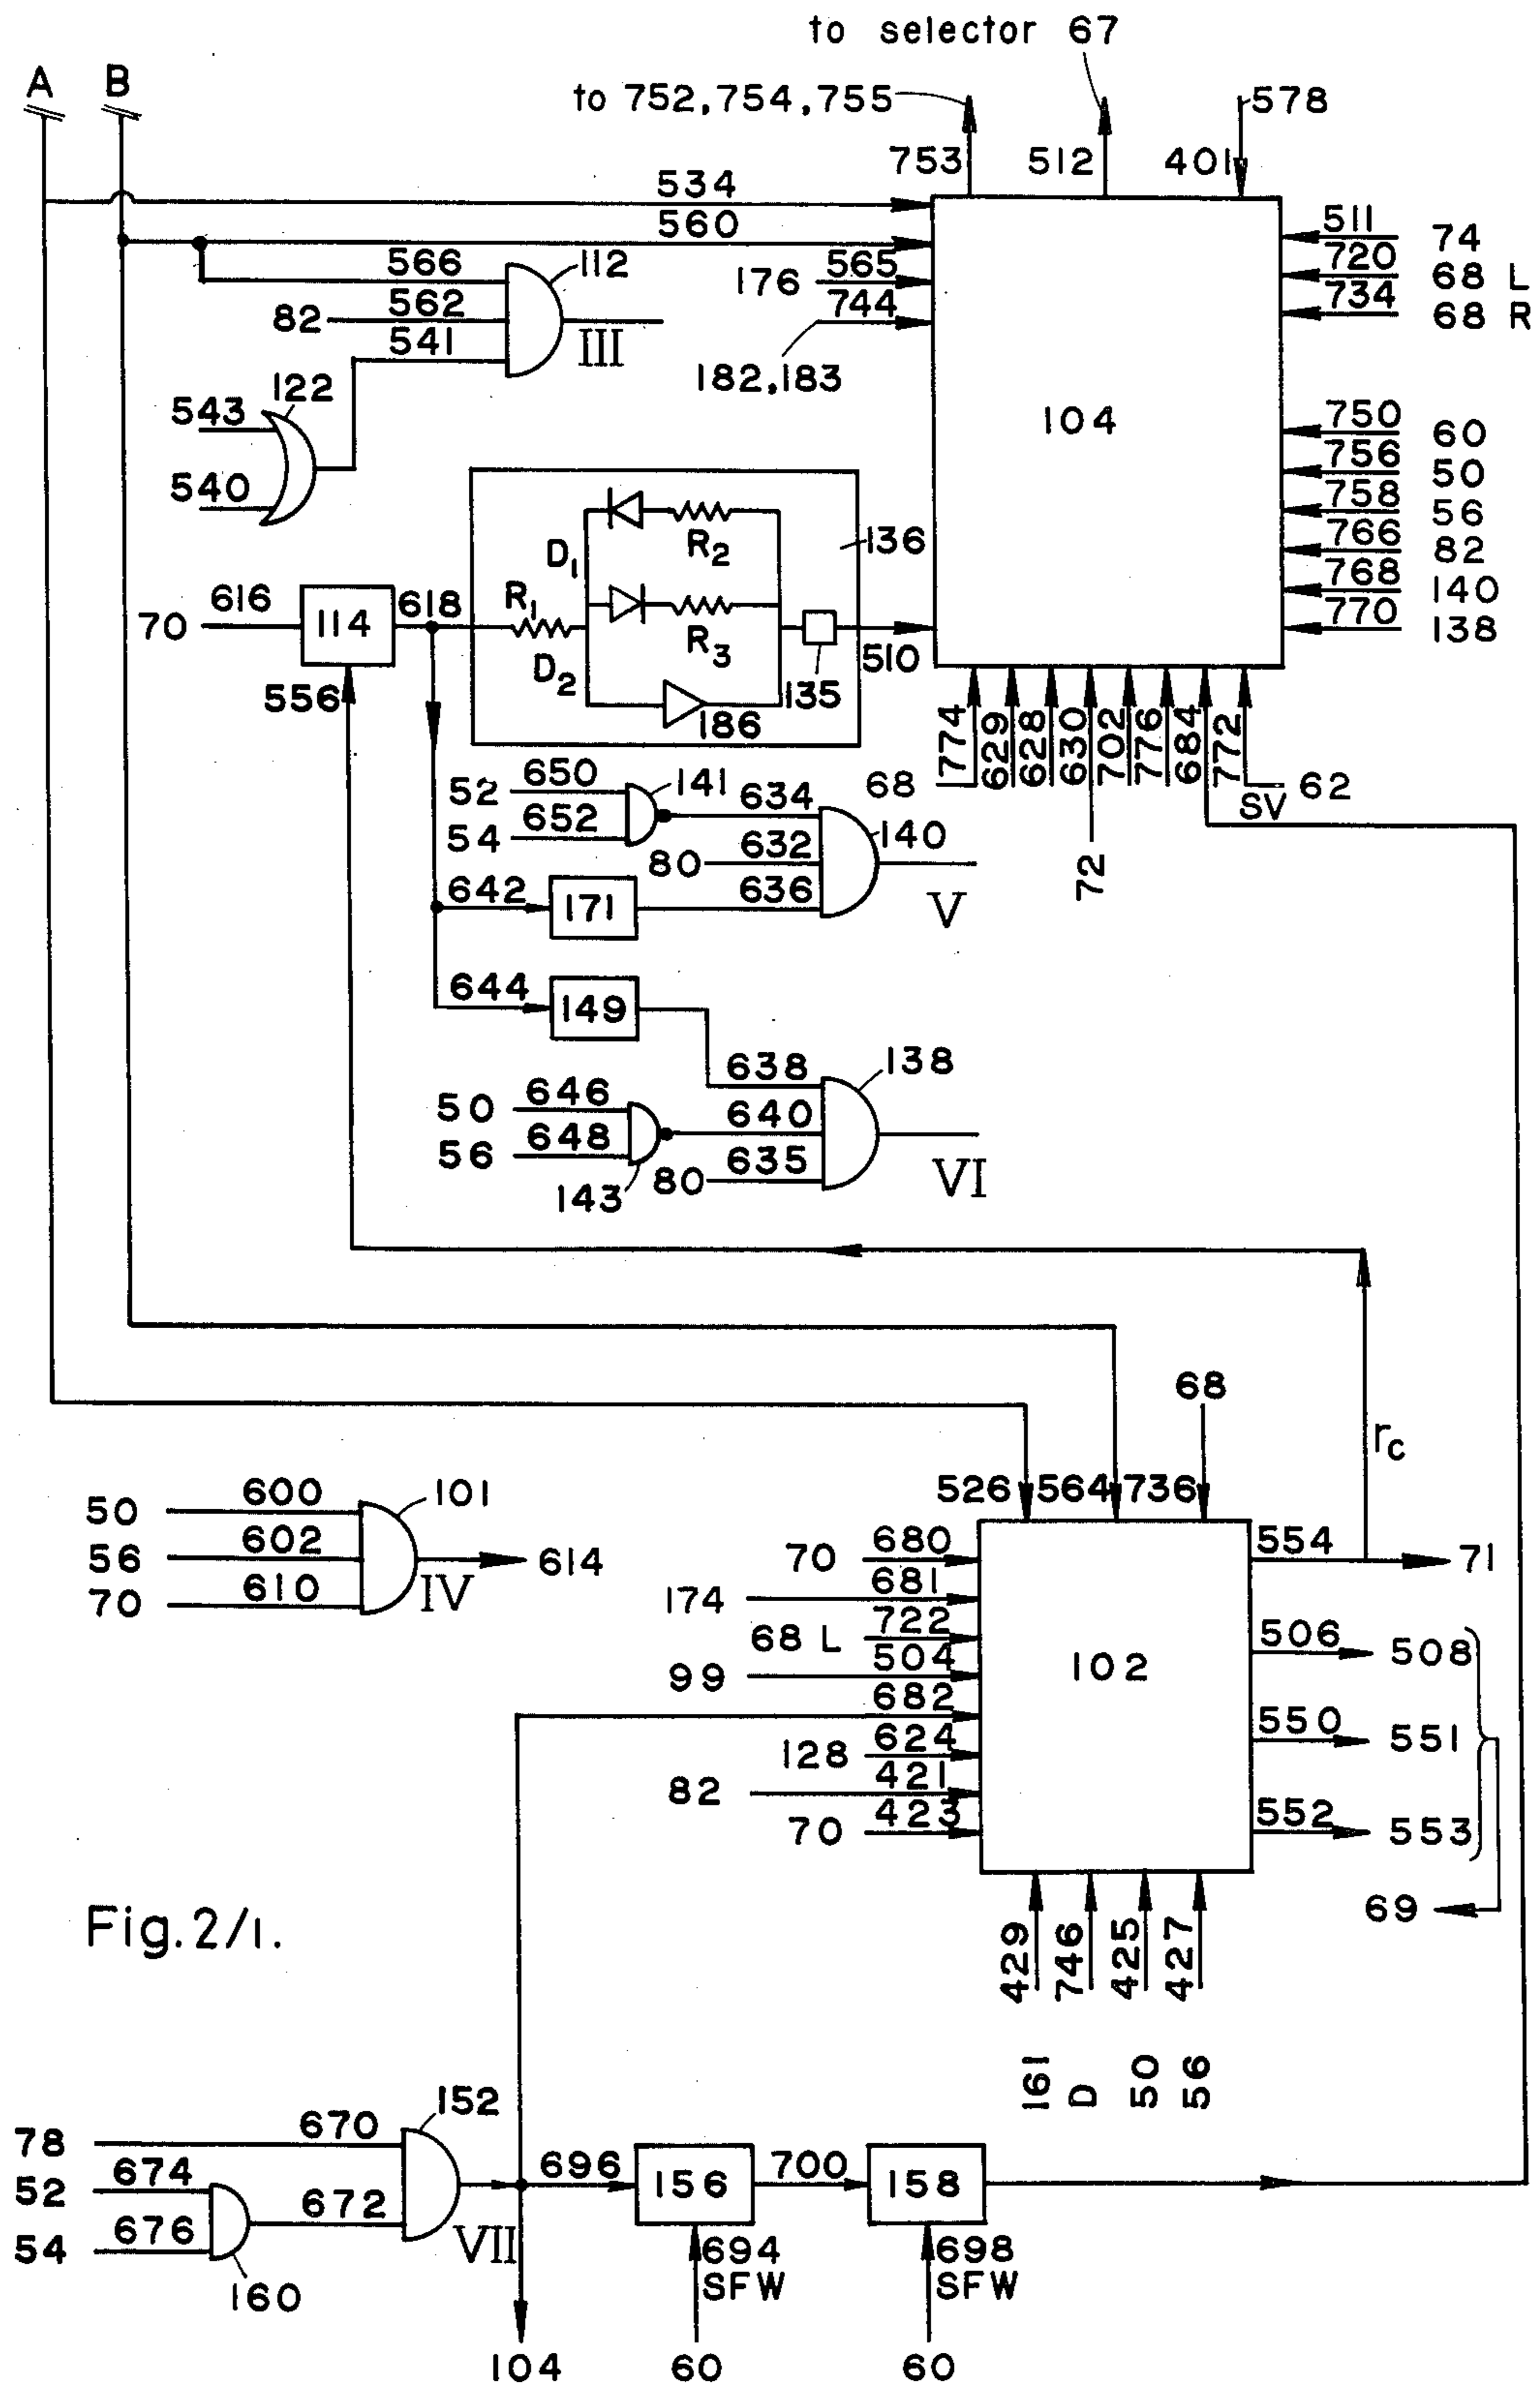 to selector 67
A B
to 752,754,755
578
753 512 401
534
560
511 74
720 68 L
734 68 R
566 112
176 565
82 562
744
541 III
182,183
122
543
540
104
750 60
756 50
758 56
766 82
768 140
770 138
136
D1 R2
70 616 114 618 R1
R3
D2
186
135 510
556
774 629 628 630 702 776 684 772
68
62
SV
72
52 650 141 634
54 652
80 632 140
642 171 636 V
644 149
638 138
50 646
640
56 648
143 80 635 VI
68
rc
526 564 736
50 600 101
56 602 614
70 610 IV
70 680
174 681
68 L 722
99 504
682
128 624
82 421
70 423
102
554 71
506 508
550 551
552 553
69
429 746 425 427
161 D 50 56
Fig. 2/1.
78 670 152
52 674 672
54 676
160
VII
696 156 700 158
694 698
SFW SFW
104 60 60